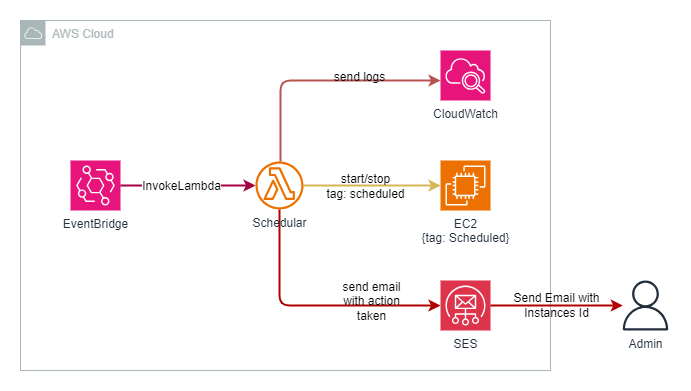 AWS Cloud
send logs
CloudWatch
InvokeLambda
start/stop
tag: scheduled
EventBridge
Schedular
EC2
{tag: Scheduled}
send email
with action
taken
Send Email with
Instances Id
SES
Admin